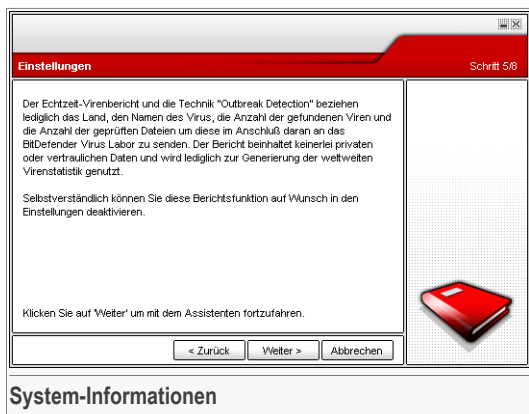 Einstellungen
Schritt 5/8
Der Echtzeit-Virenbericht und die Technik "Outbreak Detection" beziehen
lediglich das Land, den Namen des Virus, die Anzahl der gefundenen Viren und
die Anzahl der geprüften Dateien um diese im Anschluß daran an das
BitDefender Virus Labor zu senden. Der Bericht beinhaltet keinerlei privaten
oder vertraulichen Daten und wird lediglich zur Generierung der weltweiten
Virenstatistik genutzt.
Selbstverständlich können Sie diese Berichtsfunktion auf Wunsch in den
Einstellungen deaktivieren.
Klicken Sie auf 'Weiter' um mit dem Assistenten fortzufahren.
< Zurück
Weiter >
Abbrechen
System-Informationen